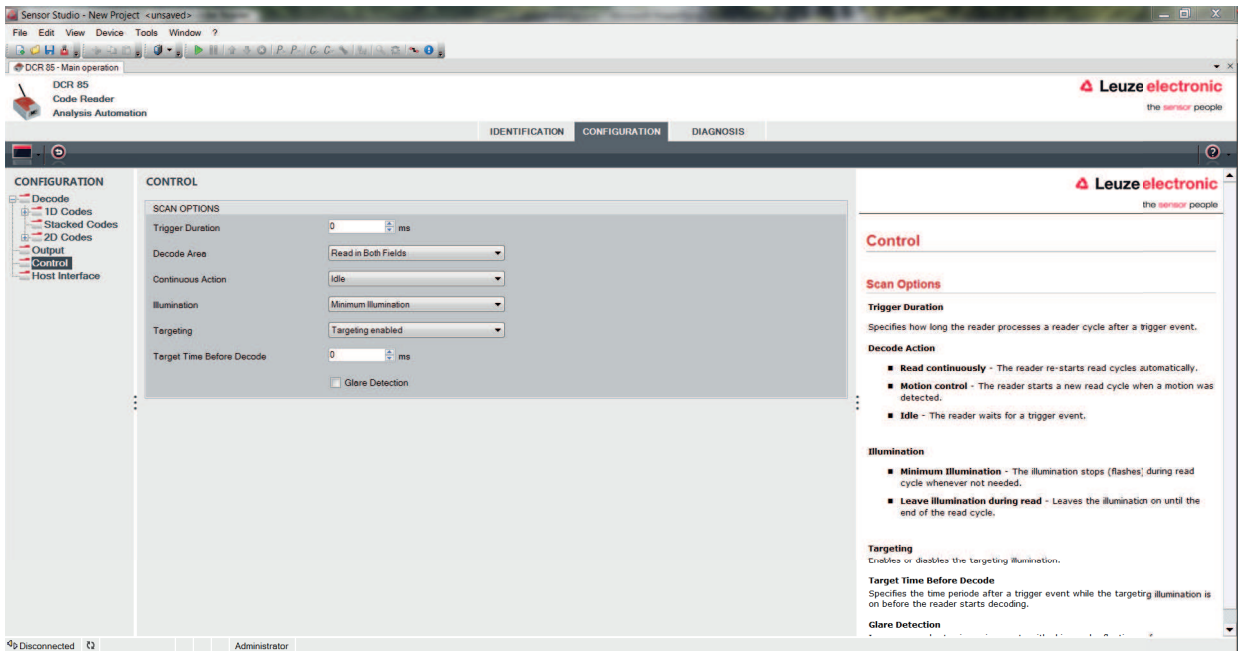 Sensor Studio - New Project <unsaved>
File Edit View Device Tools Window ?
DCR 85 - Main operation
DCR 85
Code Reader
Analysis Automation
Leuze electronic
the sensor people
IDENTIFICATION CONFIGURATION DIAGNOSIS
CONFIGURATION
Decode
1D Codes
Stacked Codes
2D Codes
Output
Control
Host Interface
CONTROL
SCAN OPTIONS
Trigger Duration 0 ms
Decode Area Read in Both Fields
Continuous Action Idle
Illumination Minimum Illumination
Targeting Targeting enabled
Target Time Before Decode 0 ms
Glare Detection
Leuze electronic
the sensor people
Control
Scan Options
Trigger Duration
Specifies how long the reader processes a reader cycle after a trigger event.
Decode Action
■ Read continuously - The reader re-starts read cycles automatically.
■ Motion control - The reader starts a new read cycle when a motion was
detected.
■ Idle - The reader waits for a trigger event.
Illumination
■ Minimum Illumination - The illumination stops (flashes) during read
cycle whenever not needed.
■ Leave illumination during read - Leaves the illumination on until the
end of the read cycle.
Targeting
Enables or diasbles the targeting illumination.
Target Time Before Decode
Specifies the time periode after a trigger event while the targeting illumination is
on before the reader starts decoding.
Glare Detection
Disconnected Administrator